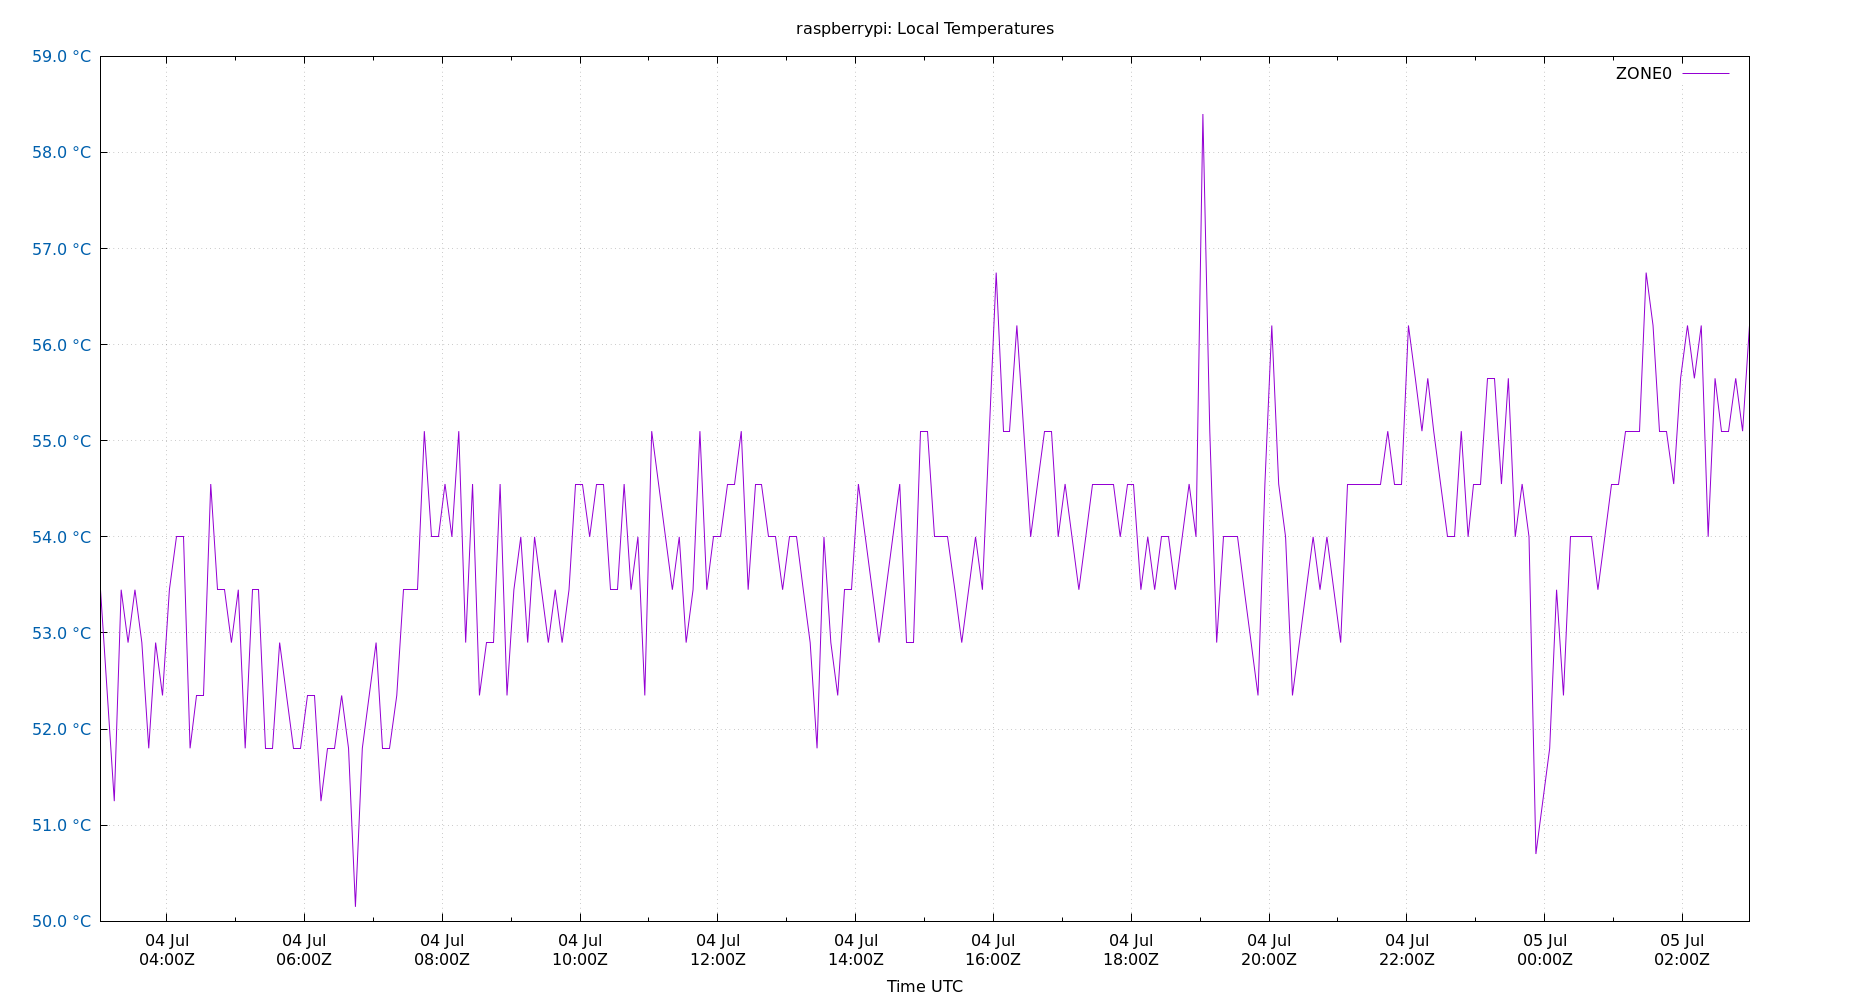 raspberrypi: Local Temperatures
59.0 °C
ZONE0
58.0 °C
57.0 °C
56.0 °C
55.0 °C
54.0 °C
53.0 °C
52.0 °C
51.0 °C
50.0 °C
04 Jul 04 Jul 04 Jul 04 Jul 04 Jul 04 Jul 04 Jul 04 Jul 04 Jul 04 Jul 05 Jul 05 Jul
04:00Z 06:00Z 08:00Z 10:00Z 12:00Z 14:00Z 16:00Z 18:00Z 20:00Z 22:00Z 00:00Z 02:00Z
Time UTC